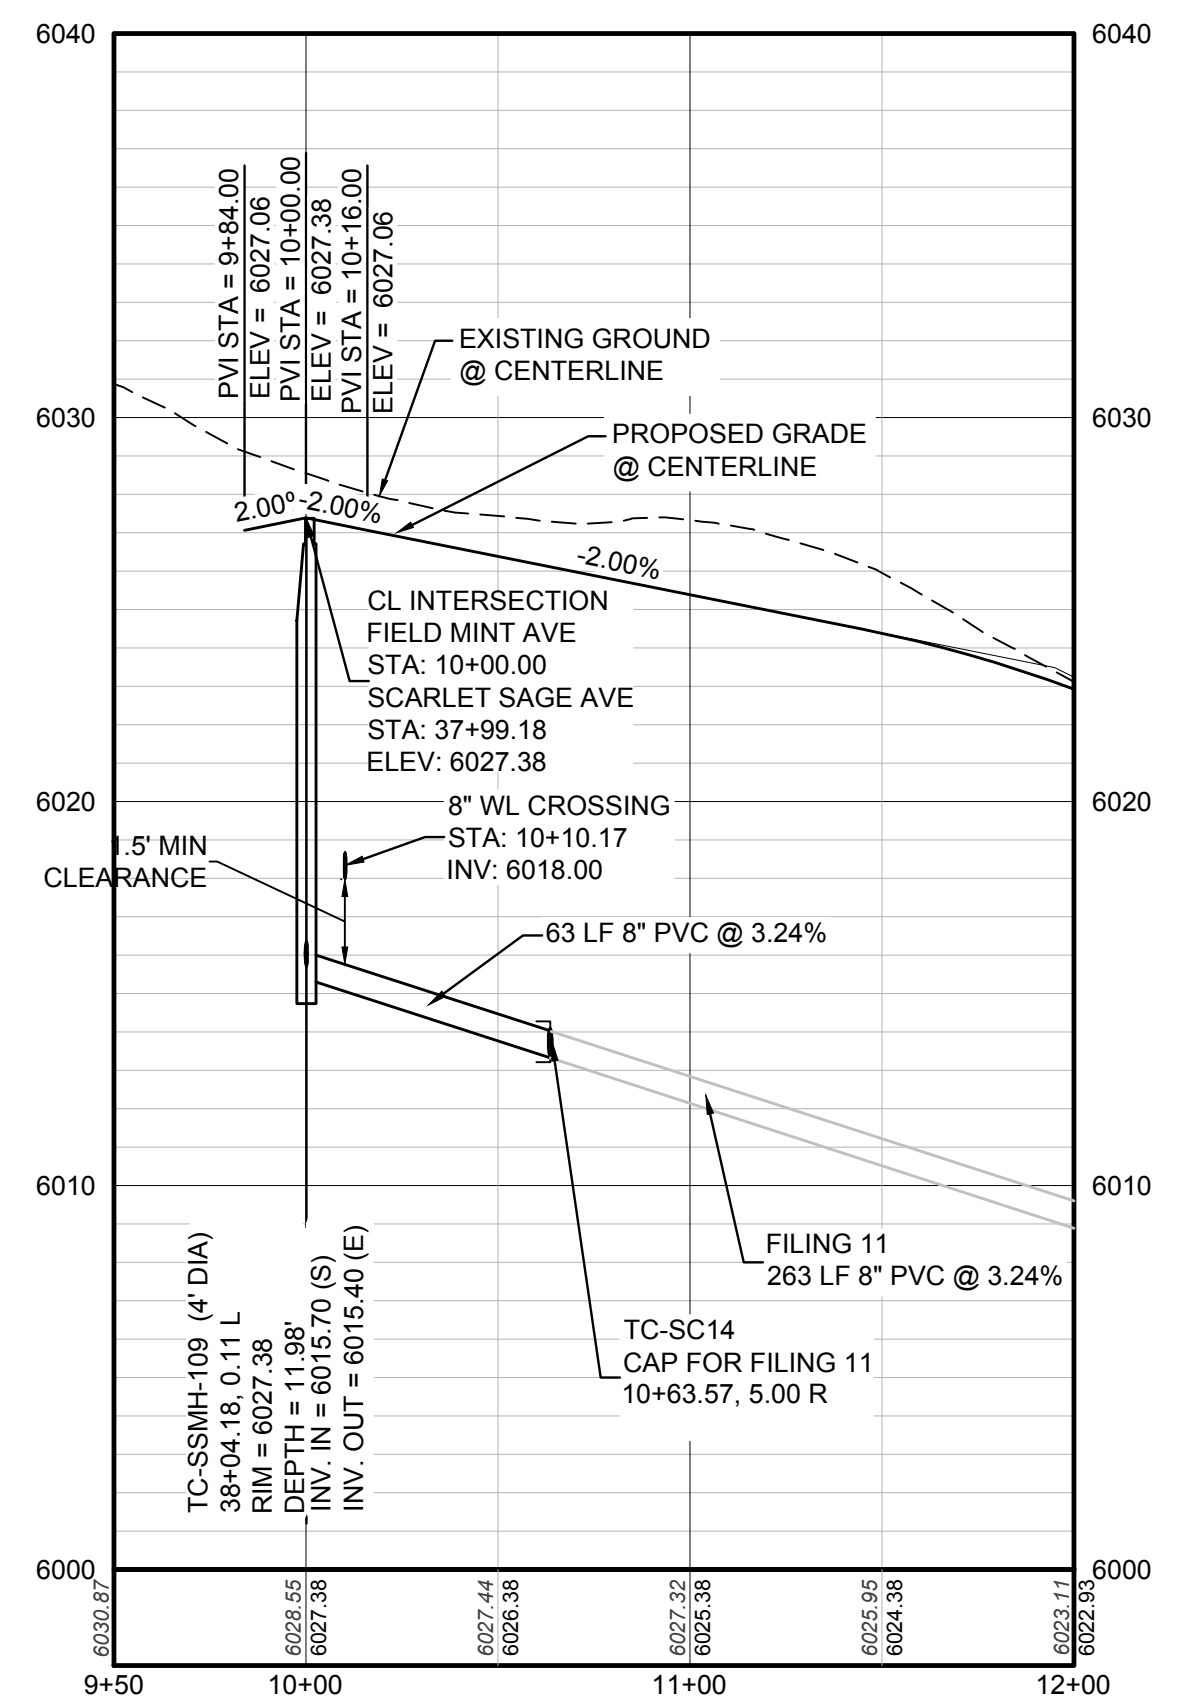 6040
6040
PVI STA = 9+84.00
ELEV = 6027.06
PVI STA = 10+00.00
ELEV = 6027.38
PVI STA = 10+16.00
ELEV = 6027.06
EXISTING GROUND
@ CENTERLINE
6030
6030
PROPOSED GRADE
@ CENTERLINE
2.00%
-2.00%
-2.00%
CL INTERSECTION
FIELD MINT AVE
STA: 10+00.00
SCARLET SAGE AVE
STA: 37+99.18
ELEV: 6027.38
6020
6020
8" WL CROSSING
STA: 10+10.17
INV: 6018.00
1.5' MIN
CLEARANCE
63 LF 8" PVC @ 3.24%
6010
6010
FILING 11
263 LF 8" PVC @ 3.24%
TC-SC14
CAP FOR FILING 11
10+63.57, 5.00 R
TC-SSMH-109 (4' DIA)
38+04.18, 0.11 L
RIM = 6027.38
DEPTH = 11.98'
INV. IN = 6015.70 (S)
INV. OUT = 6015.40 (E)
6000
6000
6030.87
6028.55
6027.38
6027.44
6026.38
6027.32
6025.38
6025.95
6024.38
6023.11
6022.93
9+50
10+00
11+00
12+00